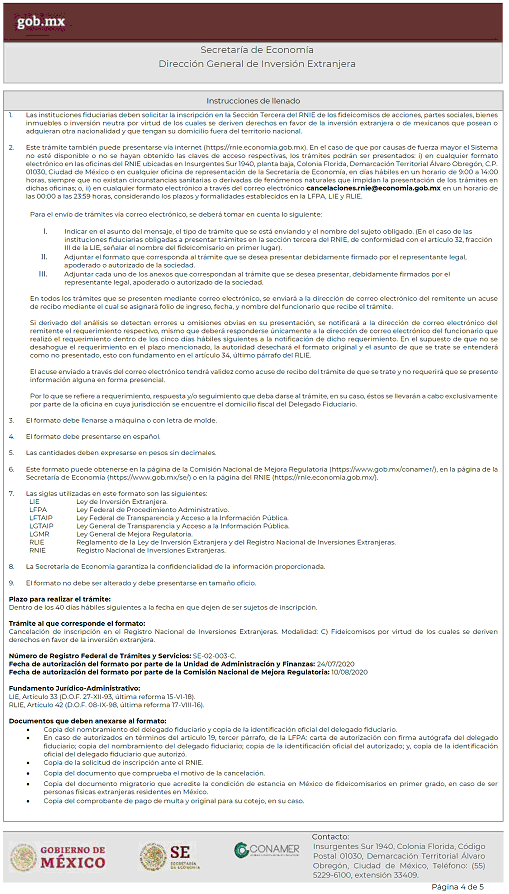 gob.mx
Secretaría de Economía
Dirección General de Inversión Extranjera
Instrucciones de llenado
1. Las instituciones fiduciarias deben solicitar la inscripción en la Sección Tercera del RNIE de los fideicomisos de acciones, partes sociales, bienes
inmuebles o inversión neutra por virtud de los cuales se deriven derechos en favor de la inversión extranjera o de mexicanos que posean o
adquieran otra nacionalidad y que tengan su domicilio fuera del territorio nacional.
2. Este trámite también puede presentarse vía internet (https://rnie.economia.gob.mx). En el caso de que por causas de fuerza mayor el Sistema
no esté disponible o no se hayan obtenido las claves de acceso respectivas, los trámites podrán ser presentados: i) en cualquier formato
electrónico en las oficinas del RNIE ubicadas en Insurgentes Sur 1940, planta baja, Colonia Florida, Demarcación Territorial Álvaro Obregón, C.P.
01030, Ciudad de México o en cualquier oficina de representación de la Secretaría de Economía, en días hábiles en un horario de 9:00 a 14:00
horas, siempre que no existan circunstancias sanitarias o derivadas de fenómenos naturales que impidan la presentación de los trámites en
dichas oficinas; o, ii) en cualquier formato electrónico a través del correo electrónico cancelaciones.rnie@economia.gob.mx en un horario de
las 00:00 a las 23:59 horas, considerando los plazos y formalidades establecidos en la LFPA, LIE y RLIE.
Para el envío de trámites vía correo electrónico, se deberá tomar en cuenta lo siguiente:
I. Indicar en el asunto del mensaje, el tipo de trámite que se está enviando y el nombre del sujeto obligado. (En el caso de las
instituciones fiduciarias obligadas a presentar trámites en la sección tercera del RNIE, de conformidad con el artículo 32, fracción
III de la LIE, señalar el nombre del fideicomiso en primer lugar).
II. Adjuntar el formato que corresponda al trámite que se desea presentar debidamente firmado por el representante legal,
apoderado o autorizado de la sociedad.
III. Adjuntar cada uno de los anexos que correspondan al trámite que se desea presentar, debidamente firmados por el
representante legal, apoderado o autorizado de la sociedad.
En todos los trámites que se presenten mediante correo electrónico, se enviará a la dirección de correo electrónico del remitente un acuse
de recibo mediante el cual se asignará folio de ingreso, fecha, y nombre del funcionario que recibe el trámite.
Si derivado del análisis se detectan errores u omisiones obvias en su presentación, se notificará a la dirección de correo electrónico del
remitente el requerimiento respectivo, mismo que deberá responderse únicamente a la dirección de correo electrónico del funcionario que
realizó el requerimiento dentro de los cinco días hábiles siguientes a la notificación de dicho requerimiento. En el supuesto de que no se
desahogue el requerimiento en el plazo mencionado, la autoridad desechará el formato original y el asunto de que se trate se entenderá
como no presentado, esto con fundamento en el artículo 34, último párrafo del RLIE.
El acuse enviado a través del correo electrónico tendrá validez como acuse de recibo del trámite de que se trate y no requerirá que se presente
información alguna en forma presencial.
Por lo que se refiere a requerimiento, respuesta y/o seguimiento que deba darse al trámite, en su caso, éstos se llevarán a cabo exclusivamente
por parte de la oficina en cuya jurisdicción se encuentre el domicilio fiscal del Delegado Fiduciario.
3. El formato debe llenarse a máquina o con letra de molde.
4. El formato debe presentarse en español.
5. Las cantidades deben expresarse en pesos sin decimales.
6. Este formato puede obtenerse en la página de la Comisión Nacional de Mejora Regulatoria (https://www.gob.mx/conamer/), en la página de la
Secretaría de Economía (https://www.gob.mx/se/) o en la página del RNIE (https://rnie.economia.gob.mx/).
7. Las siglas utilizadas en este formato son las siguientes:
LIE Ley de Inversión Extranjera.
LFPA Ley Federal de Procedimiento Administrativo.
LFTAIP Ley Federal de Transparencia y Acceso a la Información Pública.
LGTAIP Ley General de Transparencia y Acceso a la Información Pública.
LGMR Ley General de Mejora Regulatoria.
RLIE Reglamento de la Ley de Inversión Extranjera y del Registro Nacional de Inversiones Extranjeras.
RNIE Registro Nacional de Inversiones Extranjeras.
8. La Secretaría de Economía garantiza la confidencialidad de la información proporcionada.
9. El formato no debe ser alterado y debe presentarse en tamaño oficio.
Plazo para realizar el trámite:
Dentro de los 40 días hábiles siguientes a la fecha en que dejen de ser sujetos de inscripción.
Trámite al que corresponde el formato:
Cancelación de inscripción en el Registro Nacional de Inversiones Extranjeras. Modalidad: C) Fideicomisos por virtud de los cuales se deriven
derechos en favor de la inversión extranjera.
Número de Registro Federal de Trámites y Servicios: SE-02-003-C.
Fecha de autorización del formato por parte de la Unidad de Administración y Finanzas: 24/07/2020
Fecha de autorización del formato por parte de la Comisión Nacional de Mejora Regulatoria: 10/08/2020
Fundamento Jurídico-Administrativo:
LIE, Artículo 33 (D.O.F. 27-XII-93, última reforma 15-VI-18).
RLIE, Artículo 42 (D.O.F. 08-IX-98, última reforma 17-VIII-16).
Documentos que deben anexarse al formato:
• Copia del nombramiento del delegado fiduciario y copia de la identificación oficial del delegado fiduciario.
• En caso de autorizados en términos del artículo 19, tercer párrafo, de la LFPA: carta de autorización con firma autógrafa del delegado
fiduciario; copia del nombramiento del delegado fiduciario; copia de la identificación oficial del autorizado; y, copia de la identificación
oficial del delegado fiduciario que autorizó.
• Copia de la solicitud de inscripción ante el RNIE.
• Copia del documento que comprueba el motivo de la cancelación.
• Copia del documento migratorio que acredite la condición de estancia en México de fideicomisarios en primer grado, en caso de ser
personas físicas extranjeras residentes en México.
• Copia del comprobante de pago de multa y original para su cotejo, en su caso.
GOBIERNO DE
MÉXICO
SE
SECRETARÍA
DE ECONOMÍA
CONAMER
Contacto:
Insurgentes Sur 1940, Colonia Florida, Código
Postal 01030, Demarcación Territorial Álvaro
Obregón, Ciudad de México, Teléfono: (55)
5229-6100, extensión 33409.
Página 4 de 5